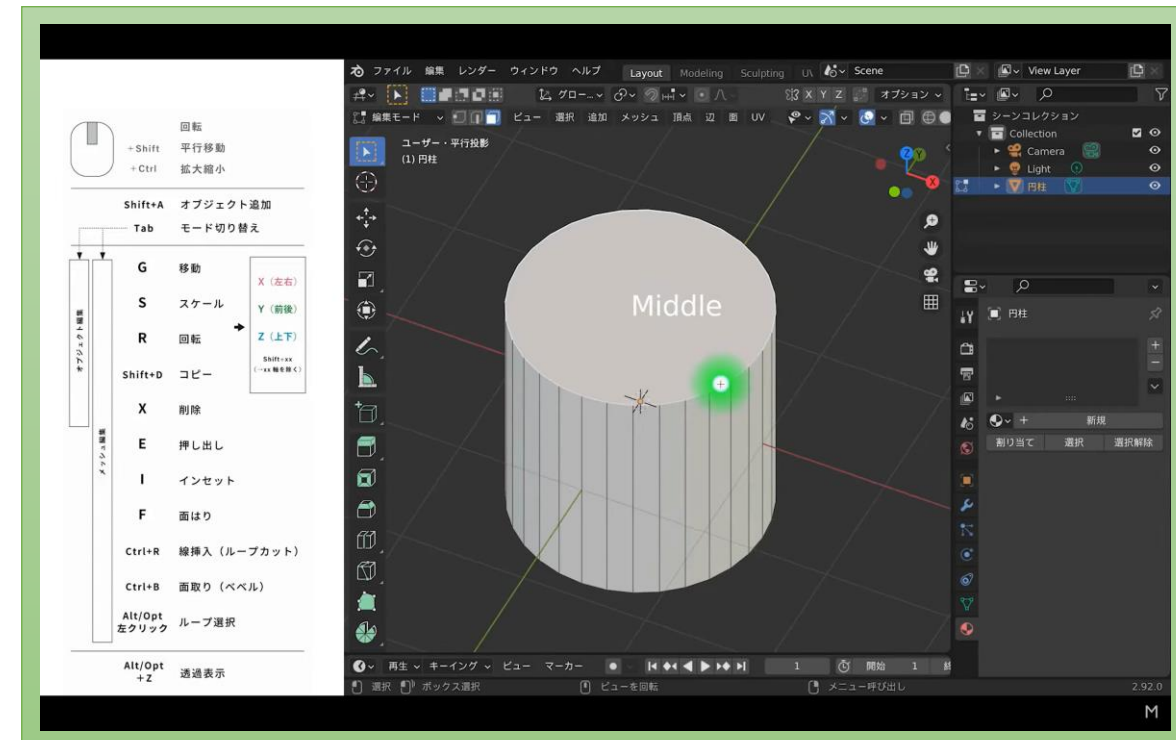 回転
+Shift 平行移動
+Ctrl 拡大縮小
Shift+A オブジェクト追加
Tab モード切り替え
オブジェクト編集
メッシュ編集
G 移動
S スケール
R 回転
X（左右）
Y（前後）
Z（上下）
Shift+xx
（→xx 軸を除く）
Shift+D コピー
X 削除
E 押し出し
I インセット
F 面はり
Ctrl+R 線挿入（ループカット）
Ctrl+B 面取り（ベベル）
Alt/Opt
左クリック ループ選択
Alt/Opt
+Z 透過表示
ファイル 編集 レンダー ウィンドウ ヘルプ Layout Modeling Sculpting Scene View Layer
グロー... X Y Z オプション
編集モード ビュー 選択 追加 メッシュ 頂点 辺 面 UV
ユーザー・平行投影
(1) 円柱
Z
X
Middle
シーンコレクション
Collection
Camera
Light
円柱
円柱
新規
割り当て 選択 選択解除
再生 キーイング ビュー マーカー 1 開始 1
選択 ボックス選択 ビューを回転 メニュー呼び出し 2.92.0
M